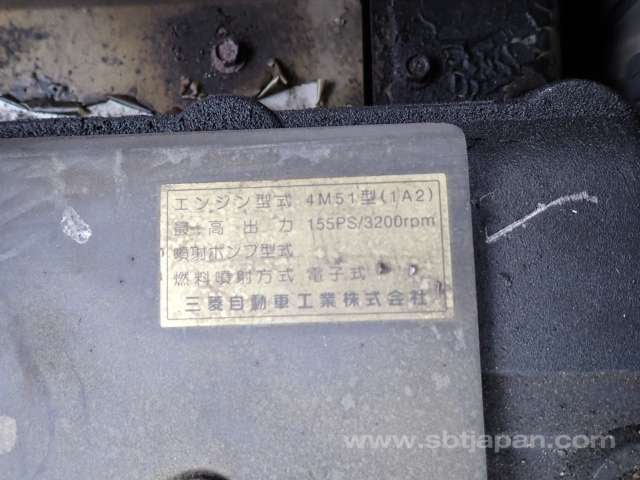 エンジン型式 4M51型(1A2)
最高出力 155PS/3200rpm
噴射ポンプ型式
燃料噴射方式 電子式
三菱自動車工業株式会社
www.sbtjapan.com